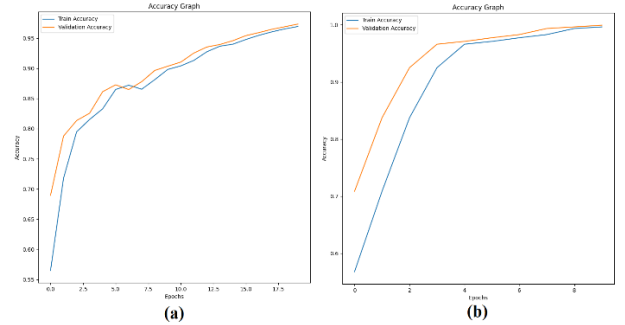 Accuracy Graph
Train Accuracy
Validation Accuracy
0.95
0.90
0.85
0.80
0.75
0.70
0.65
0.60
0.55
Accuracy
0.0 2.5 5.0 7.5 10.0 12.5 15.0 17.5
Epochs
(a)
Accuracy Graph
Train Accuracy
Validation Accuracy
1.0
0.9
0.8
0.7
0.6
Accuracy
0 2 4 6 8
Epochs
(b)